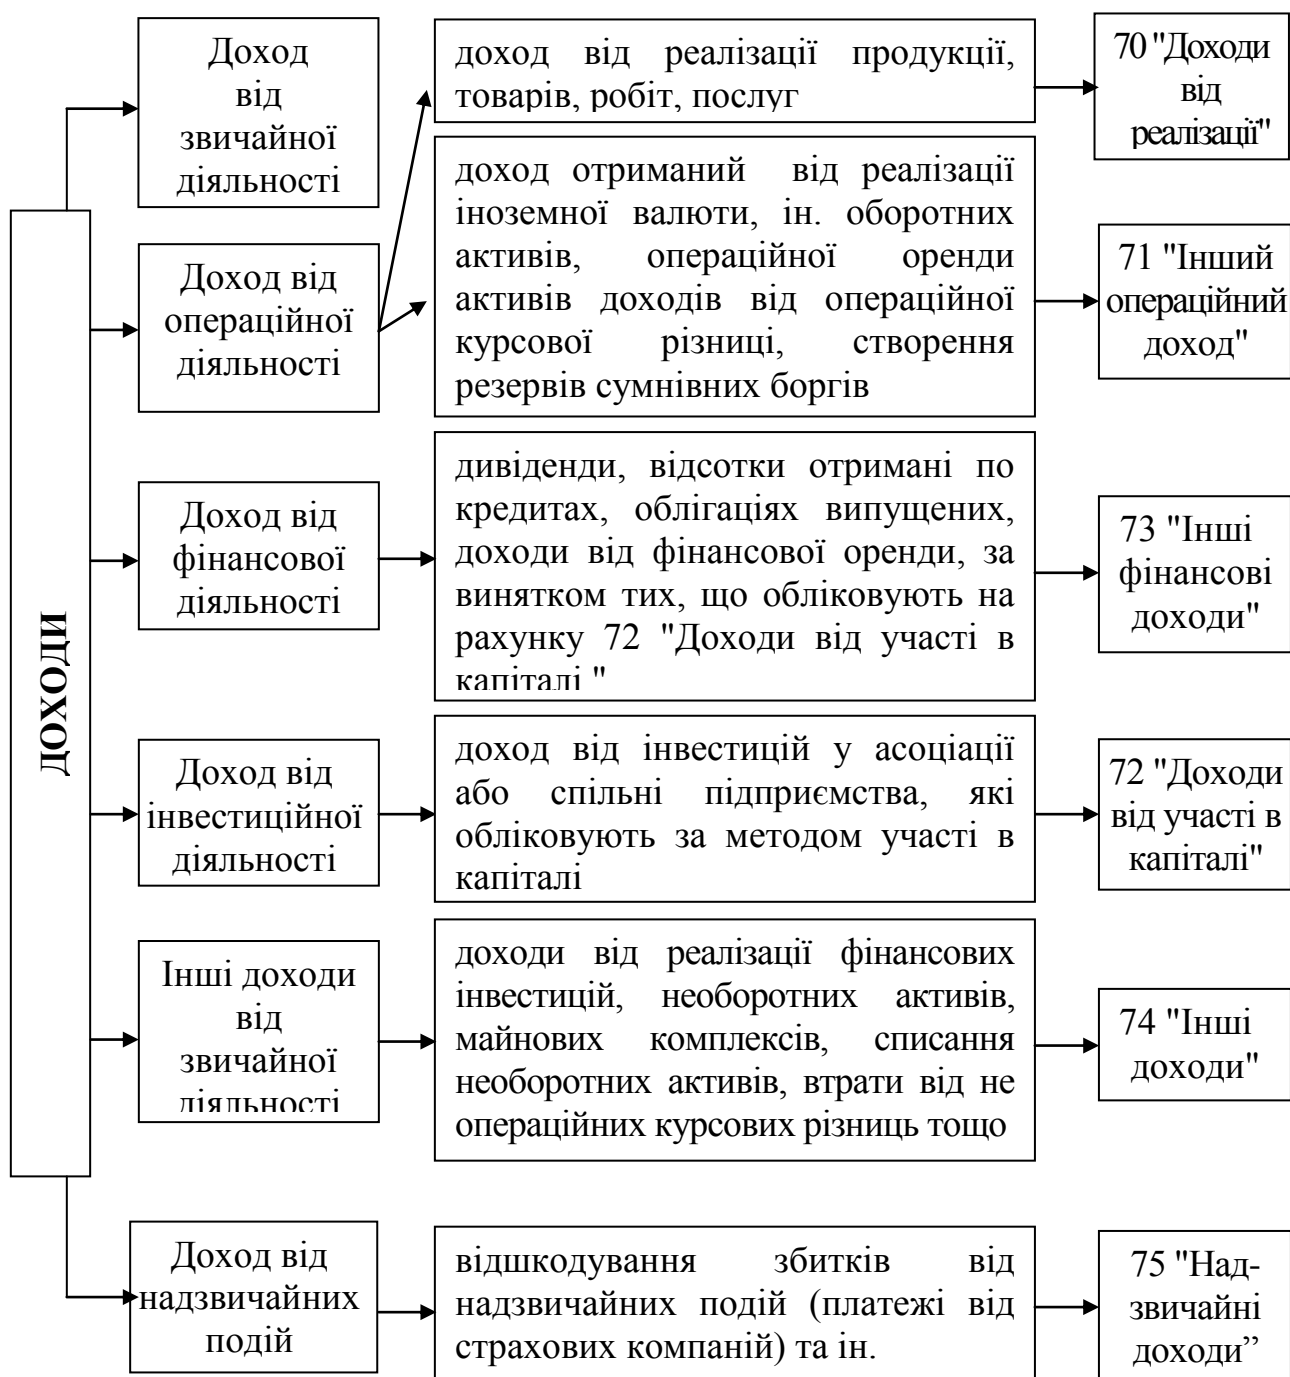 ДОХОДИ
Доход
від
звичайної
діяльності
Доход від
операційної
діяльності
доход від реалізації продукції,
товарів, робіт, послуг
70 "Доходи
від
реалізації"
доход отриманий від реалізації
іноземної валюти, ін. оборотних
активів, операційної оренди
активів доходів від операційної
курсової різниці, створення
резервів сумнівних боргів
71 "Інший
операційний
доход"
Доход від
фінансової
діяльності
дивіденди, відсотки отримані по
кредитах, облігаціях випущених,
доходи від фінансової оренди, за
винятком тих, що обліковують на
рахунку 72 "Доходи від участі в
капіталі "
73 "Інші
фінансові
доходи"
Доход від
інвестиційної
діяльності
доход від інвестицій у асоціації
або спільні підприємства, які
обліковують за методом участі в
капіталі
72 "Доходи
від участі в
капіталі"
Інші доходи
від
звичайної
діяльності
доходи від реалізації фінансових
інвестицій, необоротних активів,
майнових комплексів, списання
необоротних активів, втрати від не
операційних курсових різниць тощо
74 "Інші
доходи"
Доход від
надзвичайних
подій
відшкодування збитків від
надзвичайних подій (платежі від
страхових компаній) та ін.
75 "Над-
звичайні
доходи”